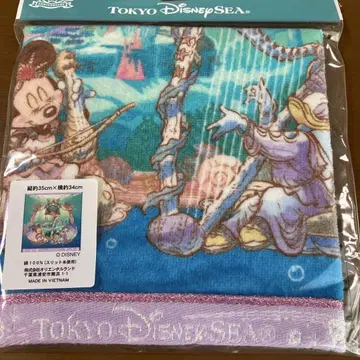 TOKYO DISNEYSEA®
縦約35cm×横約34cm
© DISNEY
綿100%(スリット糸使用)
株式会社オリエンタルランド
千葉県浦安市舞浜1-1
MADE IN VIETNAM
TOKYO DISNEYSEA®